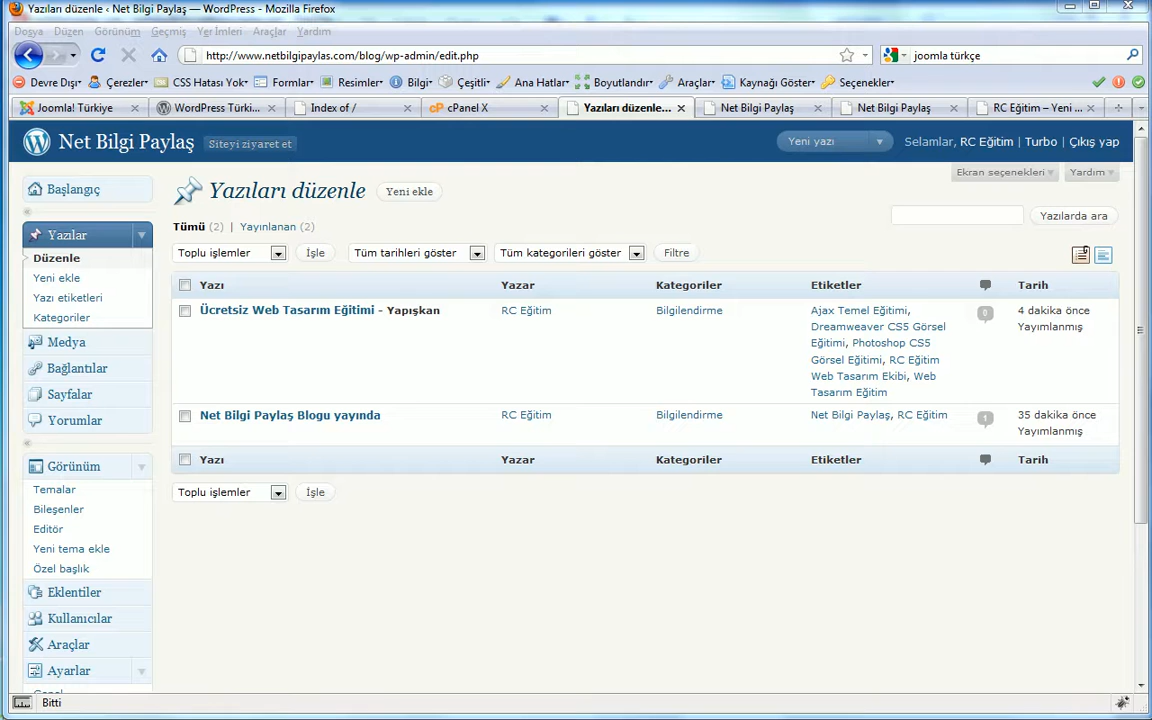 Yazıları düzenle ‹ Net Bilgi Paylaş — WordPress - Mozilla Firefox
Dosya Düzen Görünüm Geçmiş Yer İmleri Araçlar Yardım
http://www.netbilgipaylas.com/blog/wp-admin/edit.php
joomla türkçe
Devre Dışı Çerezler CSS Hatası Yok Formlar Resimler Bilgi Çeşitli Ana Hatlar Boyutlandır Araçlar Kaynağı Göster Seçenekler
Joomla! Türkiye WordPress Türki... Index of / cPanel X Yazıları düzenle... Net Bilgi Paylaş Net Bilgi Paylaş RC Eğitim – Yeni ...
Net Bilgi Paylaş Siteyi ziyaret et Yeni yazı Selamlar, RC Eğitim | Turbo | Çıkış yap
Ekran seçenekleri Yardım
Yazıları düzenle Yeni ekle
Tümü (2) | Yayınlanan (2)
Yazılarda ara
Toplu işlemler İşle Tüm tarihleri göster Tüm kategorileri göster Filtre
Yazı Yazar Kategoriler Etiketler Tarih
Ücretsiz Web Tasarım Eğitimi - Yapışkan RC Eğitim Bilgilendirme
Ajax Temel Eğitimi,
Dreamweaver CS5 Görsel
Eğitimi, Photoshop CS5
Görsel Eğitimi, RC Eğitim
Web Tasarım Ekibi, Web
Tasarım Eğitimi
0
4 dakika önce
Yayımlanmış
Net Bilgi Paylaş Blogu yayında RC Eğitim Bilgilendirme Net Bilgi Paylaş, RC Eğitim 1
35 dakika önce
Yayımlanmış
Yazı Yazar Kategoriler Etiketler Tarih
Toplu işlemler İşle
Başlangıç
Yazılar
Düzenle
Yeni ekle
Yazı etiketleri
Kategoriler
Medya
Bağlantılar
Sayfalar
Yorumlar
Görünüm
Temalar
Bileşenler
Editör
Yeni tema ekle
Özel başlık
Eklentiler
Kullanıcılar
Araçlar
Ayarlar
Bitti